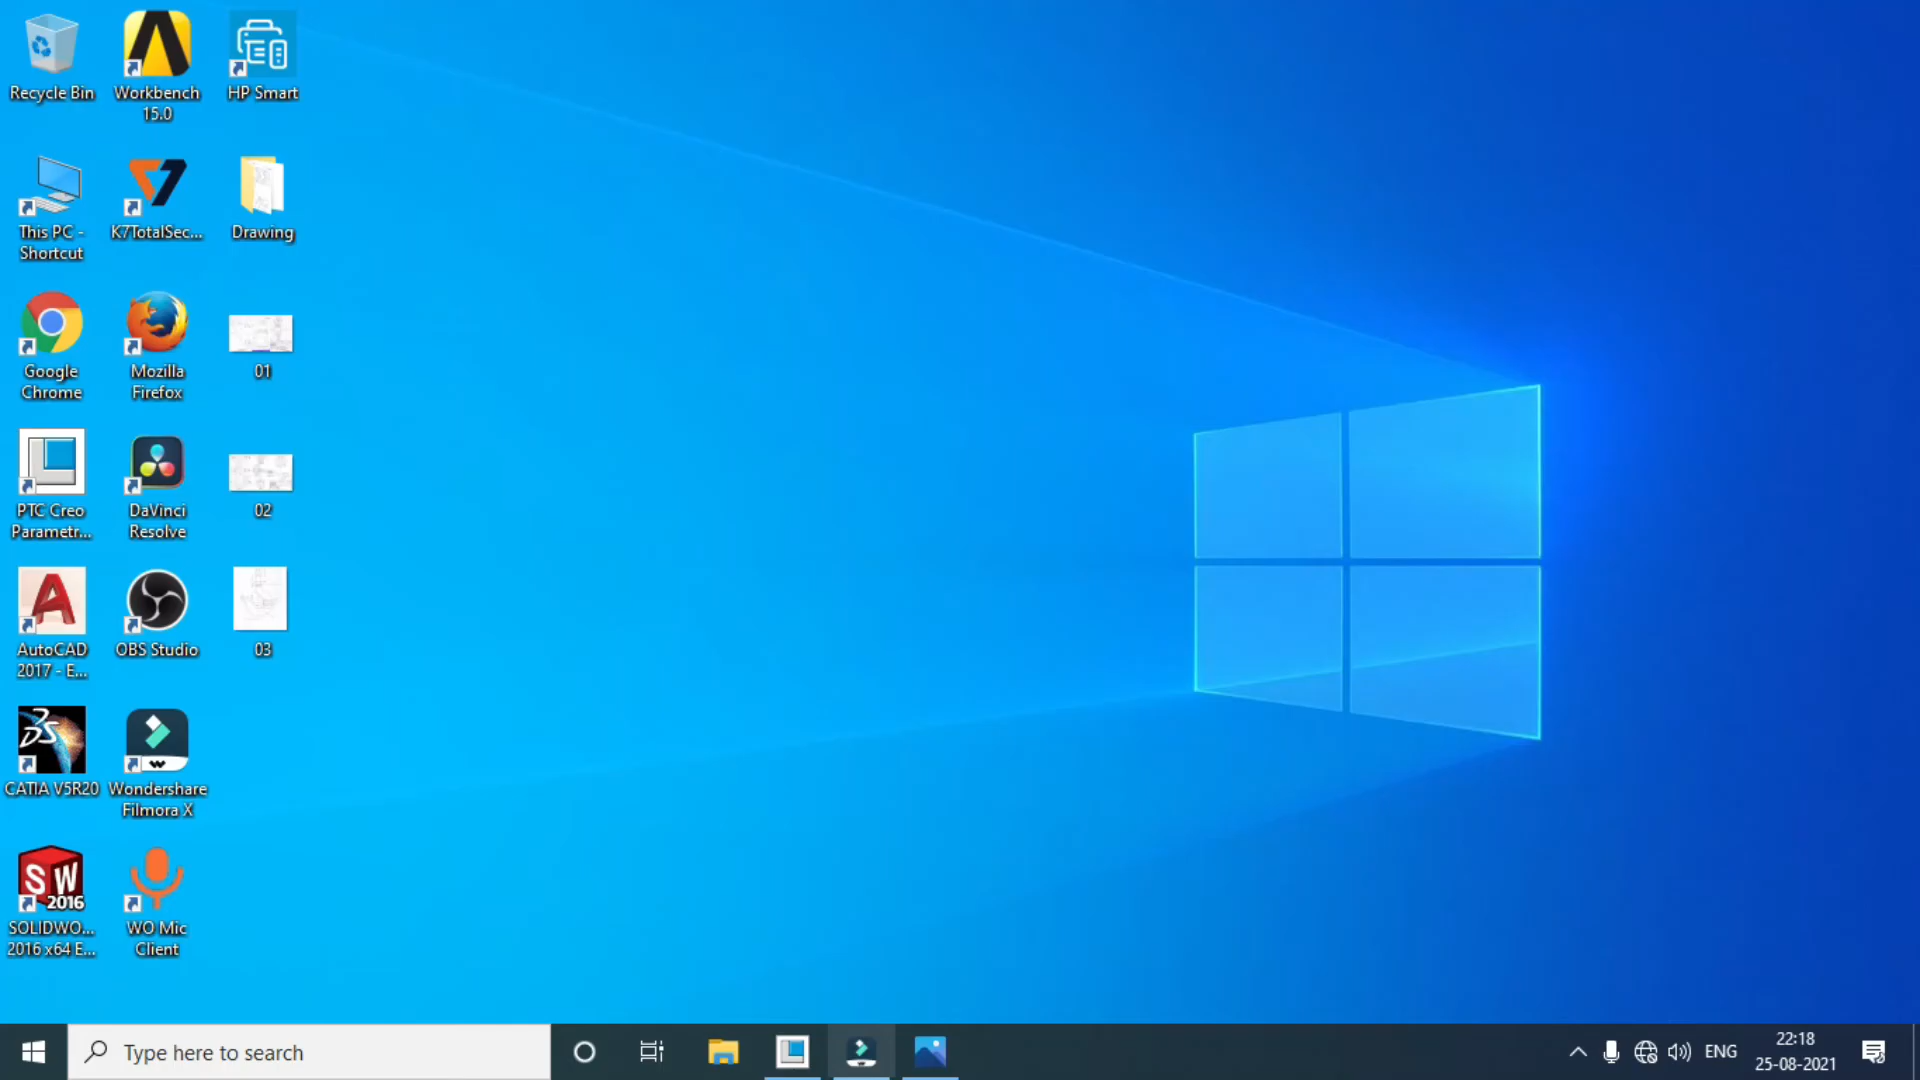 Recycle Bin
Workbench
15.0
HP Smart
This PC -
Shortcut
K7TotalSec...
Drawing
Google
Chrome
Mozilla
Firefox
01
PTC Creo
Parametr...
DaVinci
Resolve
02
AutoCAD
2017 - E...
OBS Studio
03
DS
CATIA V5R20
Wondershare
Filmora X
SW
2016
SOLIDWO...
2016 x64 E...
WO Mic
Client
Type here to search
ENG
22:18
25-08-2021